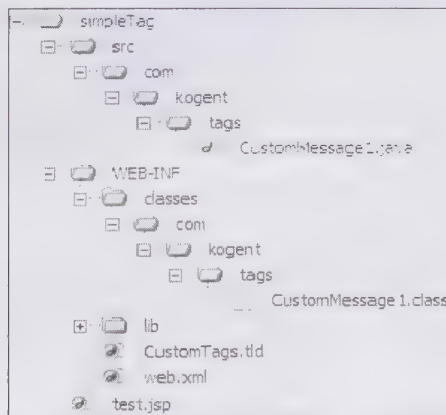 simpleTag
src
com
kogent
tags
CustomMessage1.java
WEB-INF
classes
com
kogent
tags
CustomMessage1.class
lib
CustomTags.tld
web.xml
test.jsp